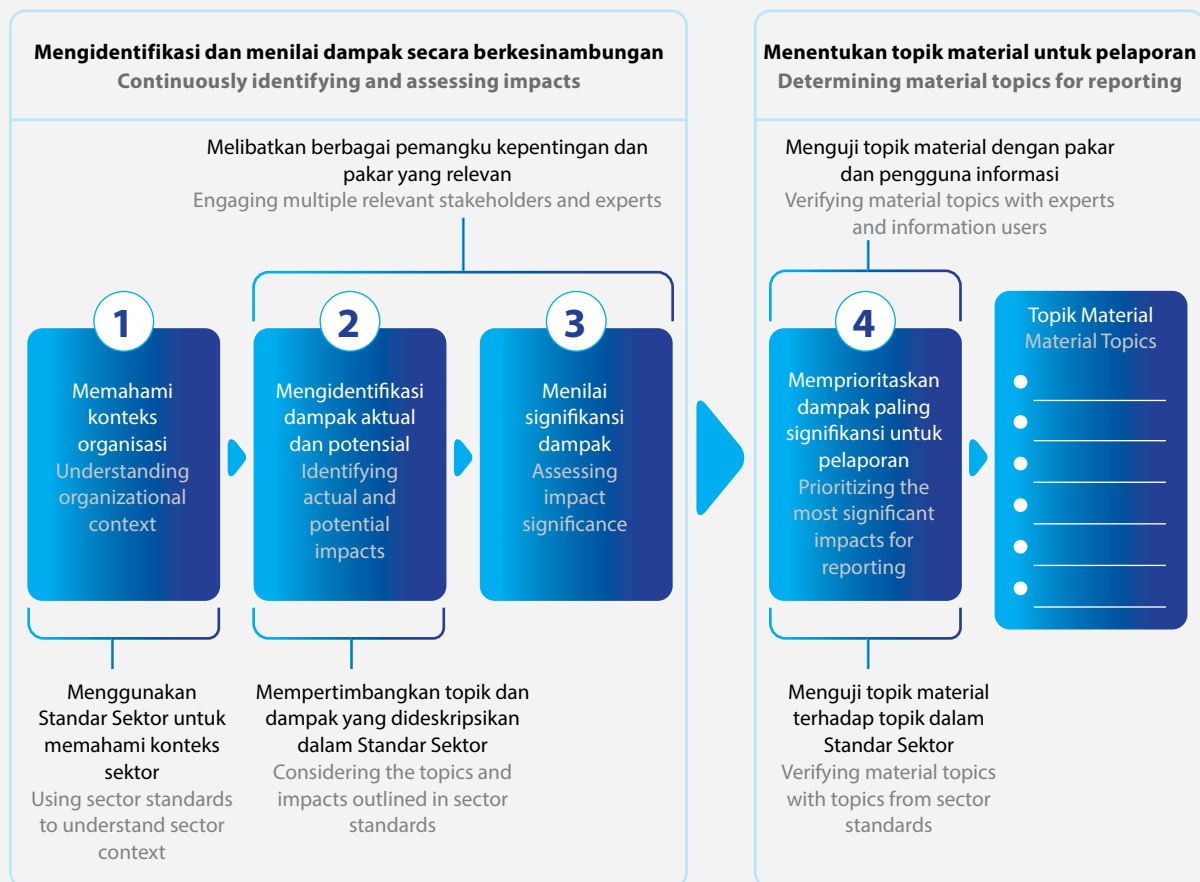 Mengidentifikasi dan menilai dampak secara berkesinambungan
Continuously identifying and assessing impacts
Melibatkan berbagai pemangku kepentingan dan
pakar yang relevan
Engaging multiple relevant stakeholders and experts
1
Memahami
konteks
organisasi
Understanding
organizational
context
2
Mengidentifikasi
dampak aktual
dan potensial
Identifying
actual and
potential
impacts
3
Menilai
signifikansi
dampak
Assessing
impact
significance
Menggunakan
Standar Sektor untuk
memahami konteks
sektor
Using sector standards
to understand sector
context
Mempertimbangkan topik dan
dampak yang dideskripsikan
dalam Standar Sektor
Considering the topics and
impacts outlined in sector
standards
Menentukan topik material untuk pelaporan
Determining material topics for reporting
Menguji topik material dengan pakar
dan pengguna informasi
Verifying material topics with experts
and information users
4
Memprioritaskan
dampak paling
signifikansi untuk
pelaporan
Prioritizing the
most significant
impacts for
reporting
Topik Material
Material Topics
Menguji topik material
terhadap topik dalam
Standar Sektor
Verifying material topics
with topics from sector
standards